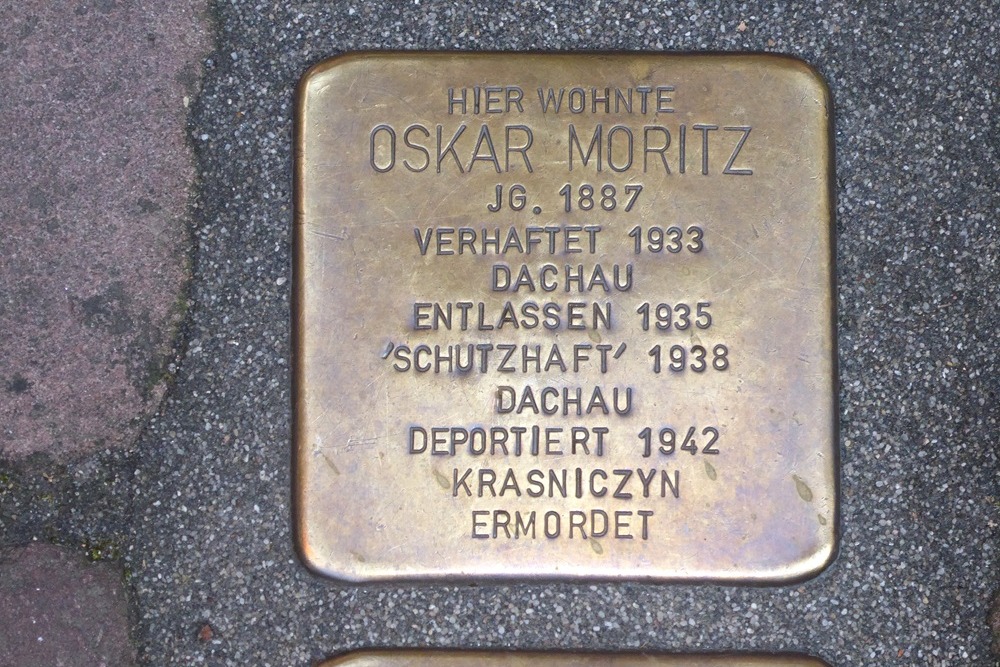 HIER WOHNTE
OSKAR MORITZ
JG. 1887
VERHAFTET 1933
DACHAU
ENTLASSEN 1935
'SCHUTZHAFT' 1938
DACHAU
DEPORTIERT 1942
KRASNICZYN
ERMORDET